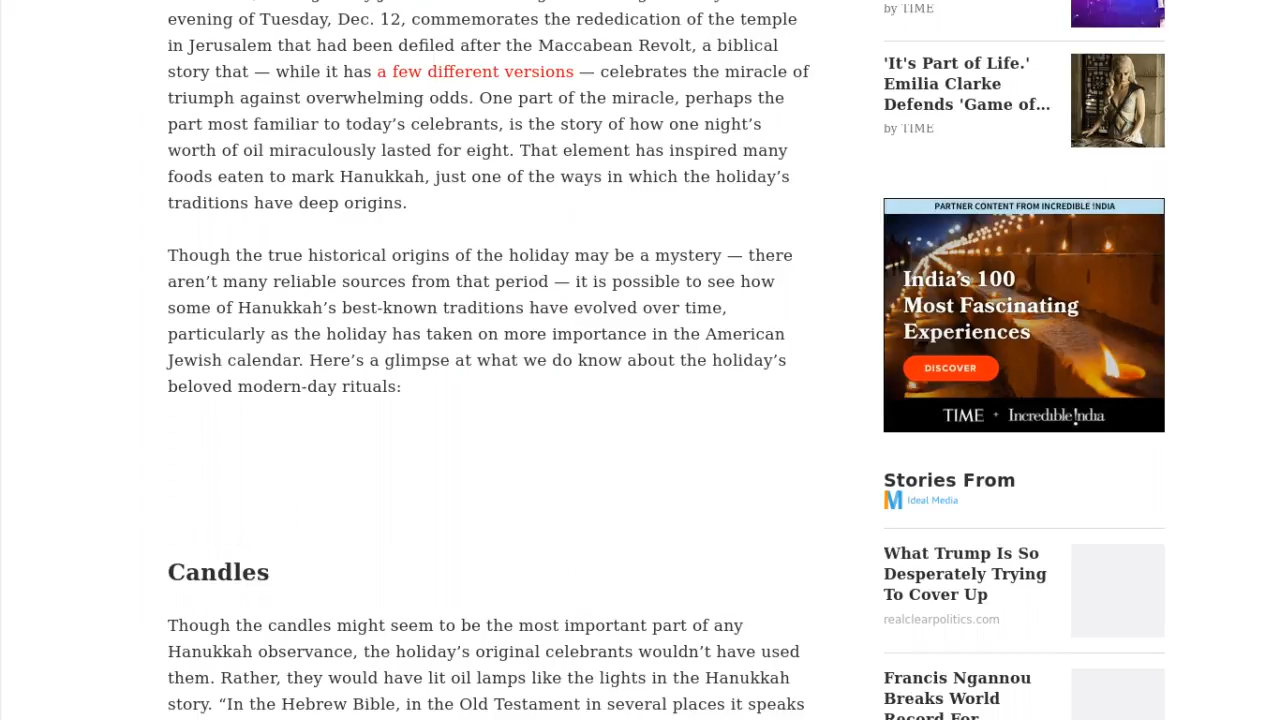 evening of Tuesday, Dec. 12, commemorates the rededication of the temple
in Jerusalem that had been defiled after the Maccabean Revolt, a biblical
story that — while it has a few different versions — celebrates the miracle of
triumph against overwhelming odds. One part of the miracle, perhaps the
part most familiar to today’s celebrants, is the story of how one night’s
worth of oil miraculously lasted for eight. That element has inspired many
foods eaten to mark Hanukkah, just one of the ways in which the holiday’s
traditions have deep origins.
Though the true historical origins of the holiday may be a mystery — there
aren’t many reliable sources from that period — it is possible to see how
some of Hanukkah’s best-known traditions have evolved over time,
particularly as the holiday has taken on more importance in the American
Jewish calendar. Here’s a glimpse at what we do know about the holiday’s
beloved modern-day rituals:
Candles
Though the candles might seem to be the most important part of any
Hanukkah observance, the holiday’s original celebrants wouldn’t have used
them. Rather, they would have lit oil lamps like the lights in the Hanukkah
story. “In the Hebrew Bible, in the Old Testament in several places it speaks
by TIME
'It's Part of Life.'
Emilia Clarke
Defends 'Game of...
by TIME
PARTNER CONTENT FROM INCREDIBLE !NDIA
India’s 100
Most Fascinating
Experiences
DISCOVER
TIME + Incredıble !ndıa
Stories From
M Ideal Media
What Trump Is So
Desperately Trying
To Cover Up
realclearpolitics.com
Francis Ngannou
Breaks World
Record For